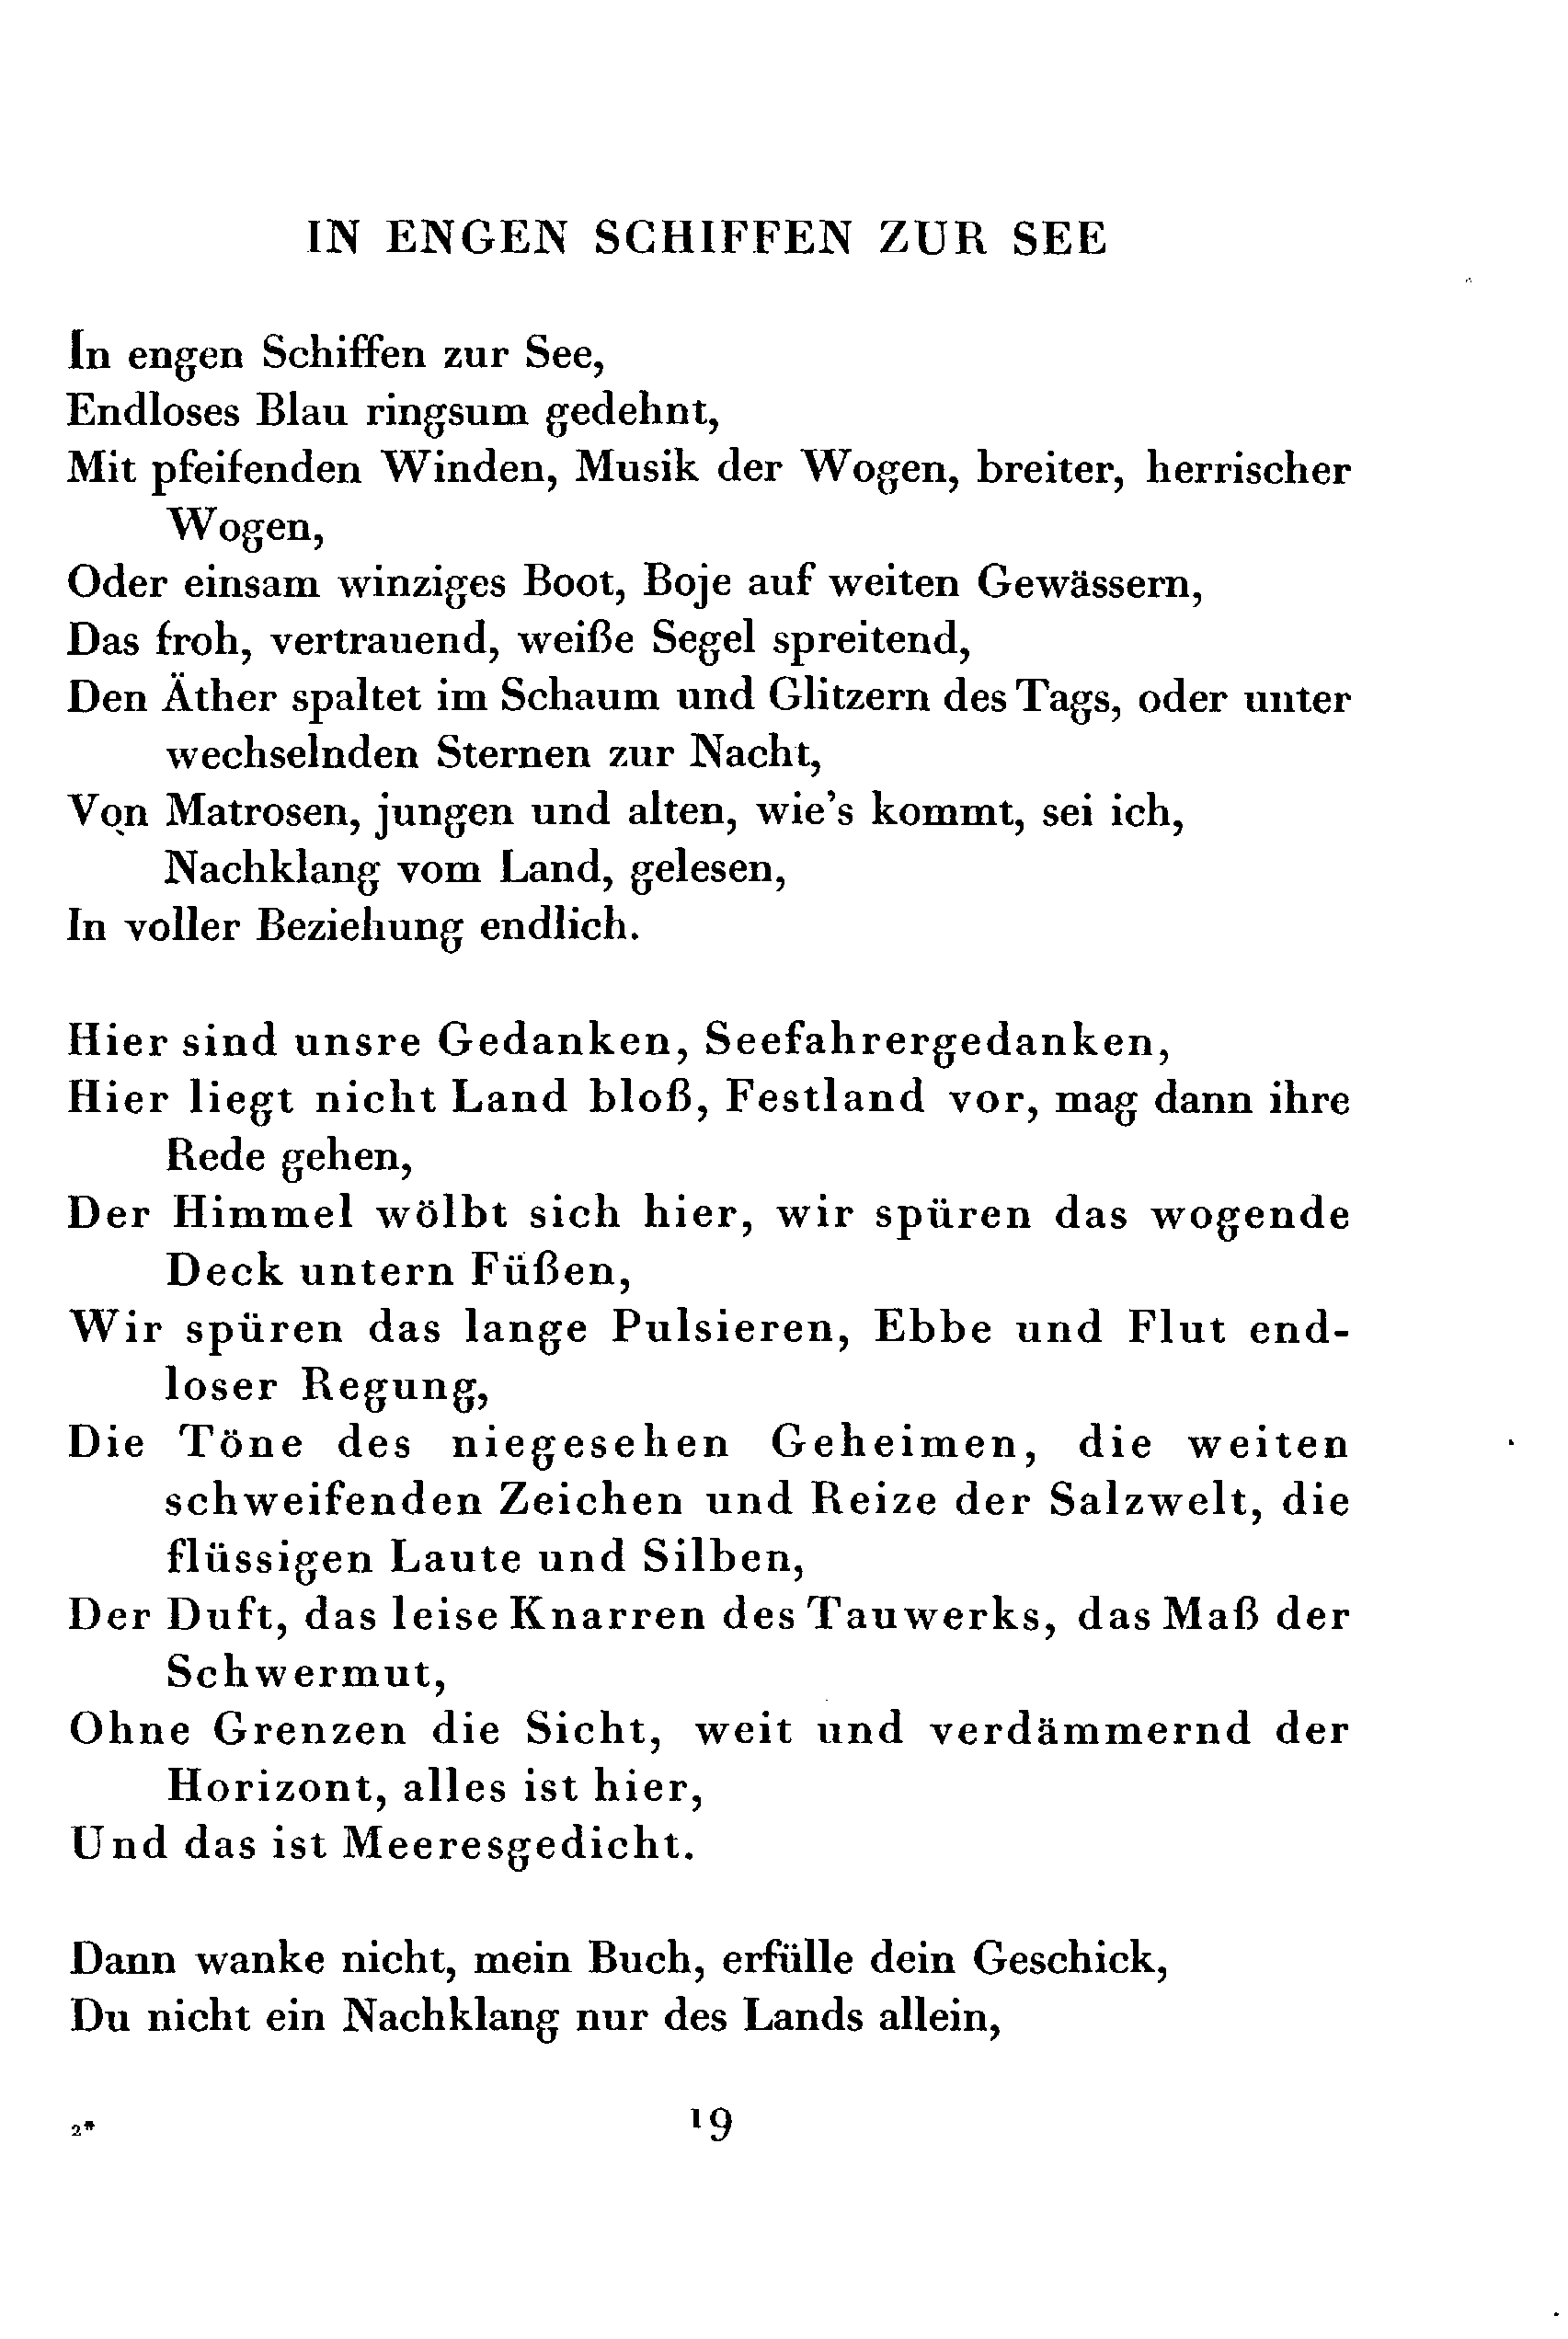 IN ENGEN SCHIFFEN ZUR SEE
In engen Schiffen zur See,
Endloses Blau ringsum gedehnt,
Mit pfeifenden Winden, Musik der Wogen, breiter, herrischer
Wogen,
Oder einsam winziges Boot, Boje auf weiten Gewässern,
Das froh, vertrauend, weiße Segel spreitend,
Den Äther spaltet im Schaum und Glitzern des Tags, oder unter
wechselnden Sternen zur Nacht,
Von Matrosen, jungen und alten, wie's kommt, sei ich,
Nachklang vom Land, gelesen,
In voller Beziehung endlich.
Hier sind unsre Gedanken, Seefahrergedanken,
Hier liegt nicht Land bloß, Festland vor, mag dann ihre
Rede gehen,
Der Himmel wölbt sich hier, wir spüren das wogende
Deck untern Füßen,
Wir spüren das lange Pulsieren, Ebbe und Flut end-
loser Regung,
Die Töne des niegesehen Geheimen, die weiten
schweifenden Zeichen und Reize der Salzwelt, die
flüssigen Laute und Silben,
Der Duft, das leise Knarren des Tauwerks, das Maß der
Schwermut,
Ohne Grenzen die Sicht, weit und verdämmernd der
Horizont, alles ist hier,
Und das ist Meeresgedicht.
Dann wanke nicht, mein Buch, erfülle dein Geschick,
Du nicht ein Nachklang nur des Lands allein,
2*
19